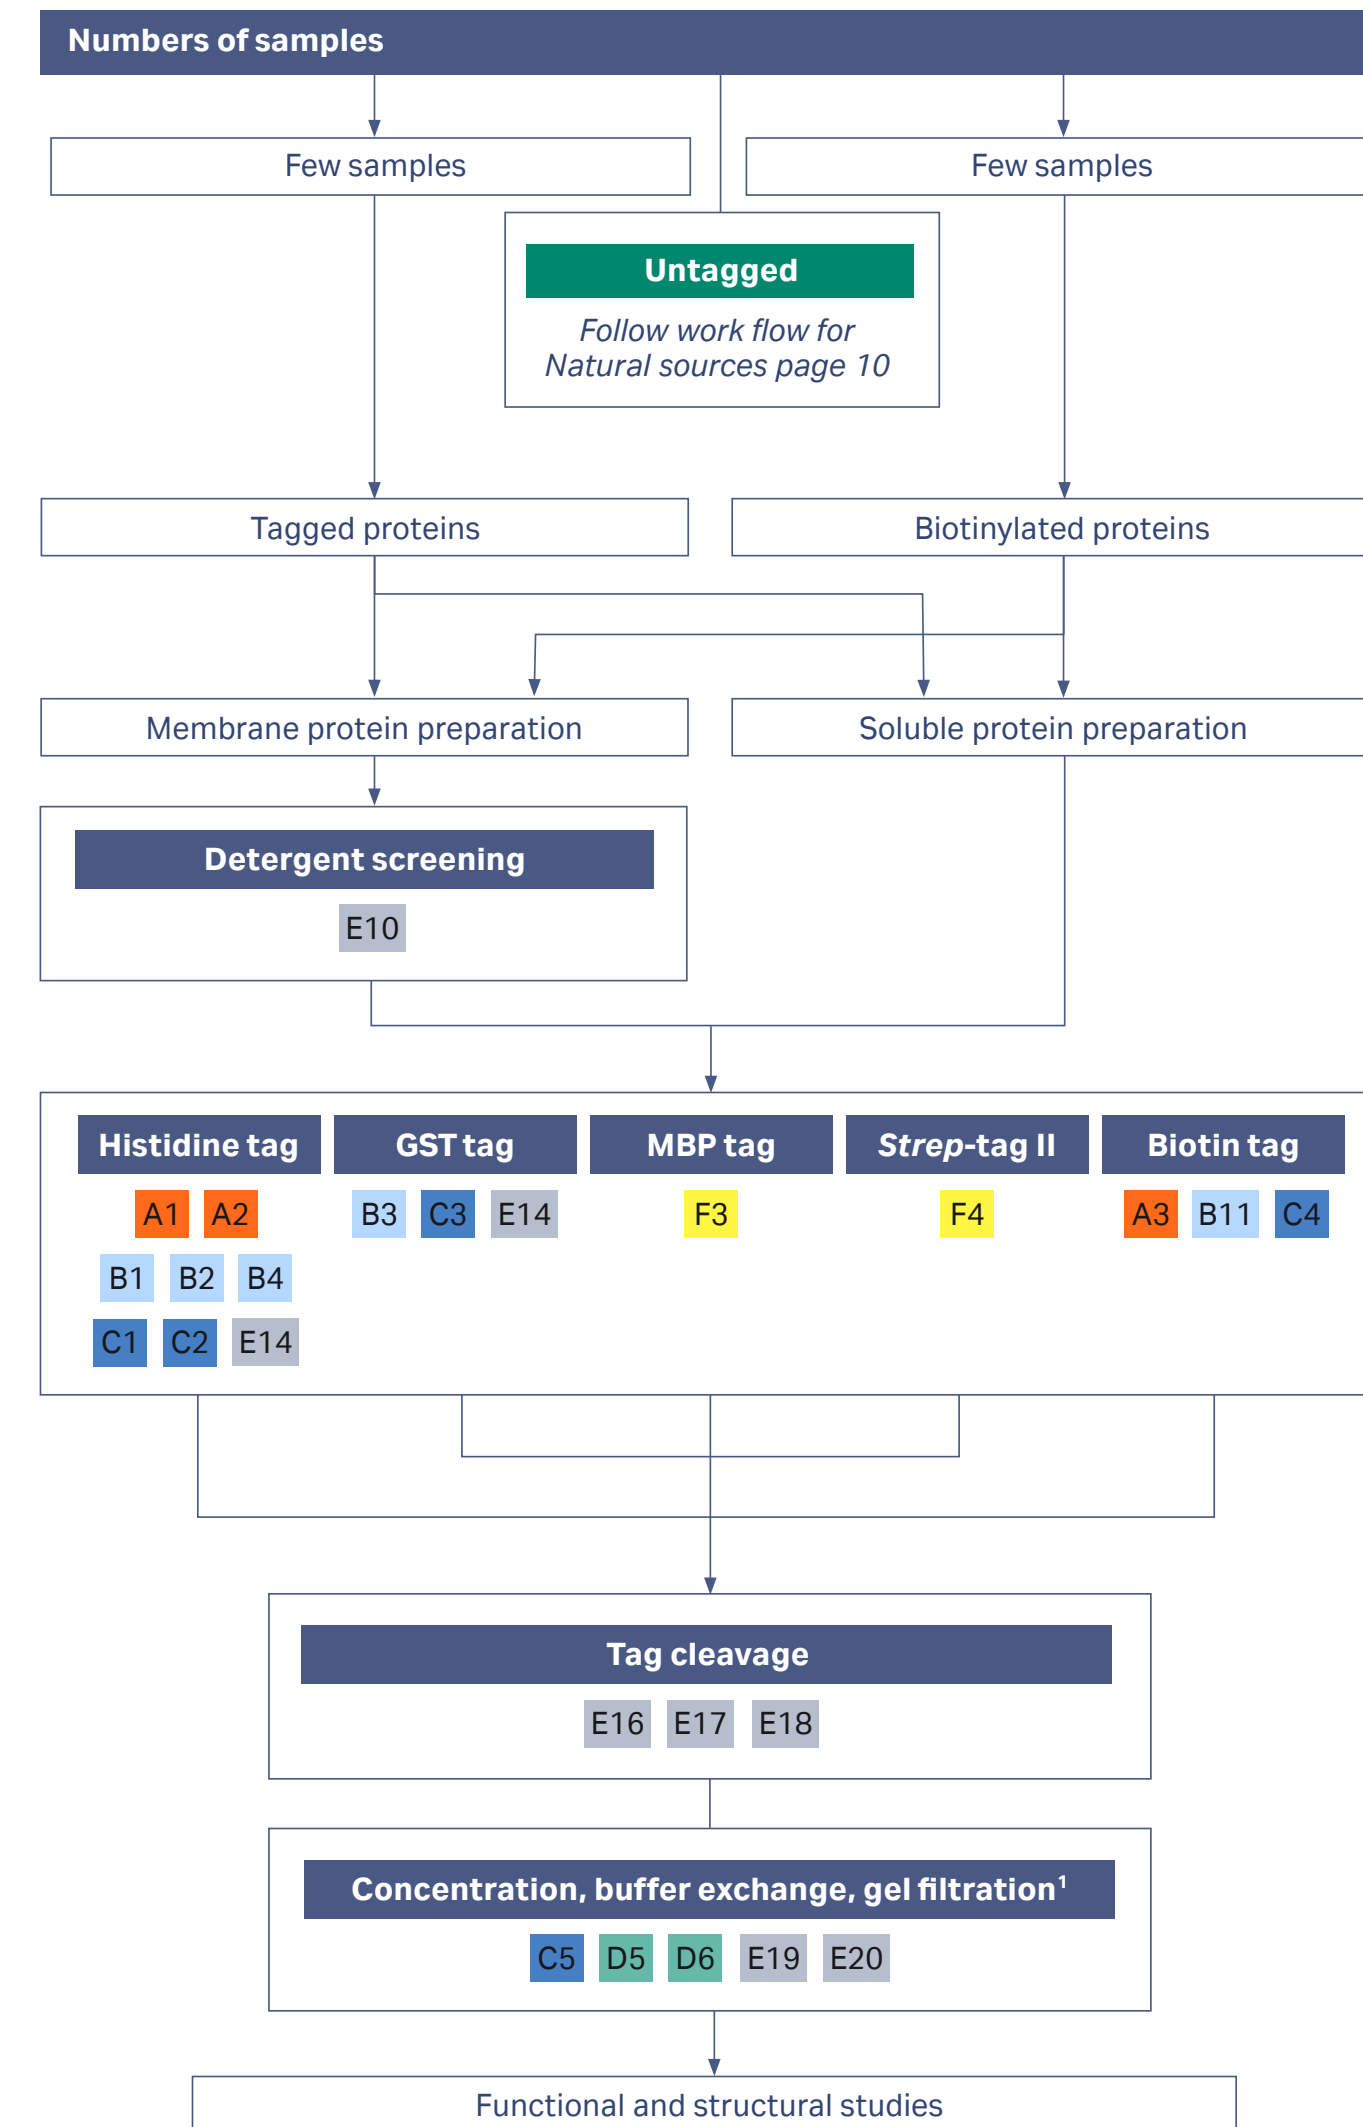 Numbers of samples
Few samples
Few samples
Untagged
Follow work flow for
Natural sources page 10
Tagged proteins
Biotinylated proteins
Membrane protein preparation
Soluble protein preparation
Detergent screening
E10
Histidine tag
A1 A2
B1 B2 B4
C1 C2 E14
GST tag
B3 C3 E14
MBP tag
F3
Strep-tag II
F4
Biotin tag
A3 B11 C4
Tag cleavage
E16 E17 E18
Concentration, buffer exchange, gel filtration¹
C5 D5 D6 E19 E20
Functional and structural studies